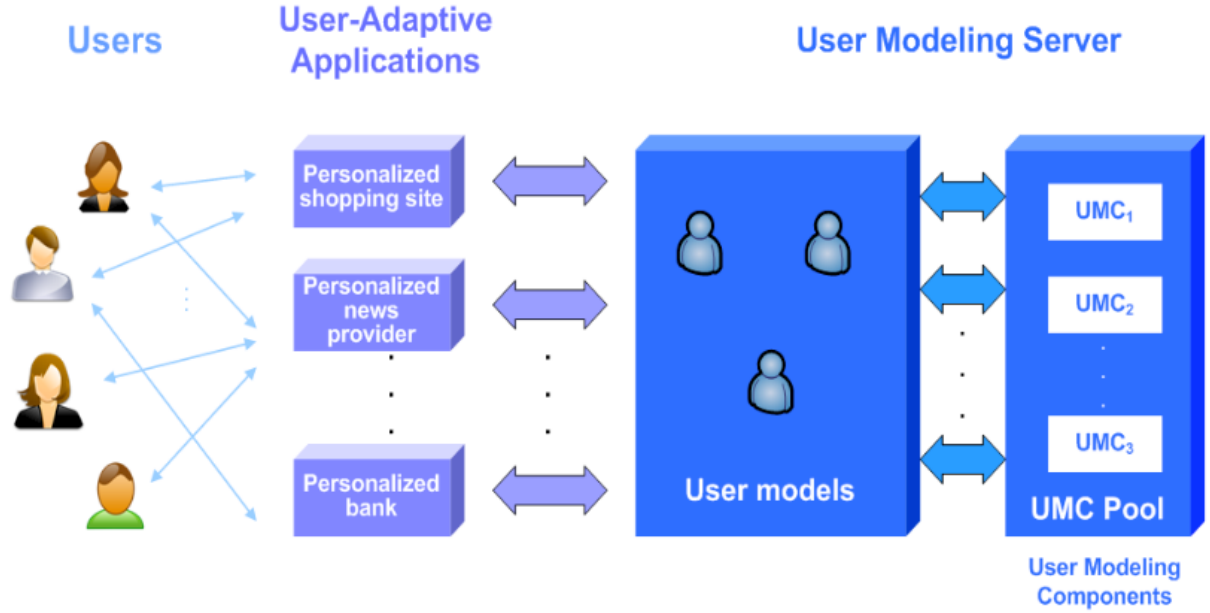 Users
User-Adaptive
Applications
User Modeling Server
Personalized
shopping site
Personalized
news
provider
Personalized
bank
User models
UMC₁
UMC₂
UMC₃
UMC Pool
User Modeling
Components